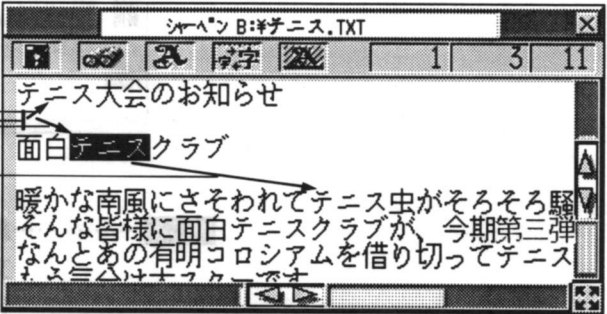 シャーペン B:¥テニス.TXT
字字 1 3 11
テニス大会のお知らせ
面白テニスクラブ
暖かな南風にさそわれてテニス虫がそろそろ騒
そんな皆様に面白テニスクラブが、今期第三弾
なんとあの有明コロシアムを借り切ってテニス